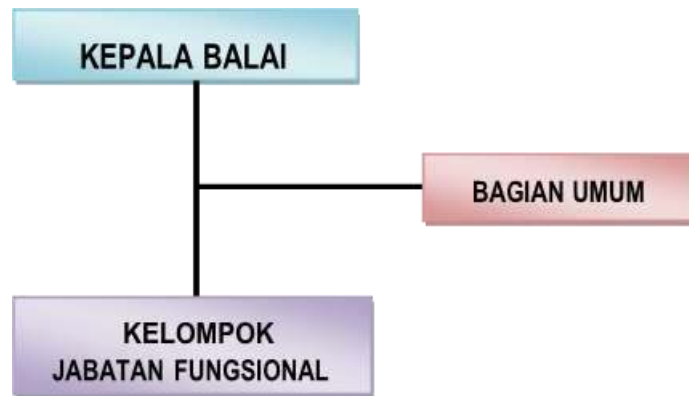 KEPALA BALAI
BAGIAN UMUM
KELOMPOK
JABATAN FUNGSIONAL